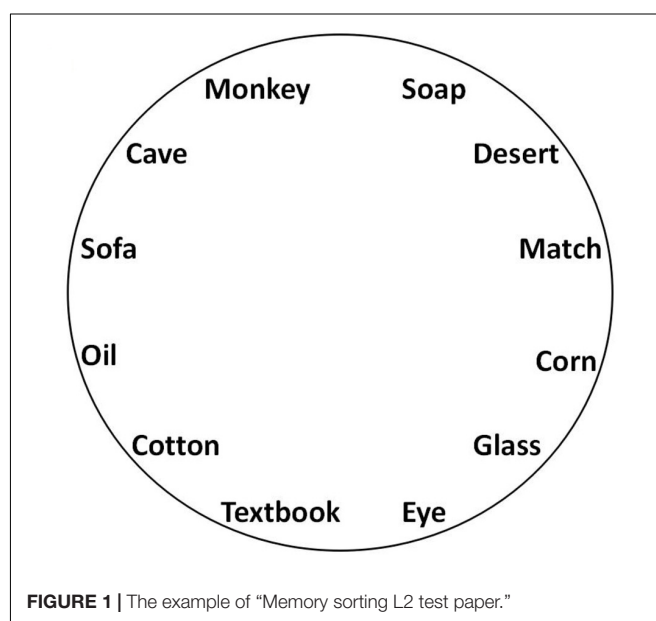 Monkey Soap
Cave Desert
Sofa Match
Oil Corn
Cotton Glass
Textbook Eye
FIGURE 1 | The example of “Memory sorting L2 test paper.”